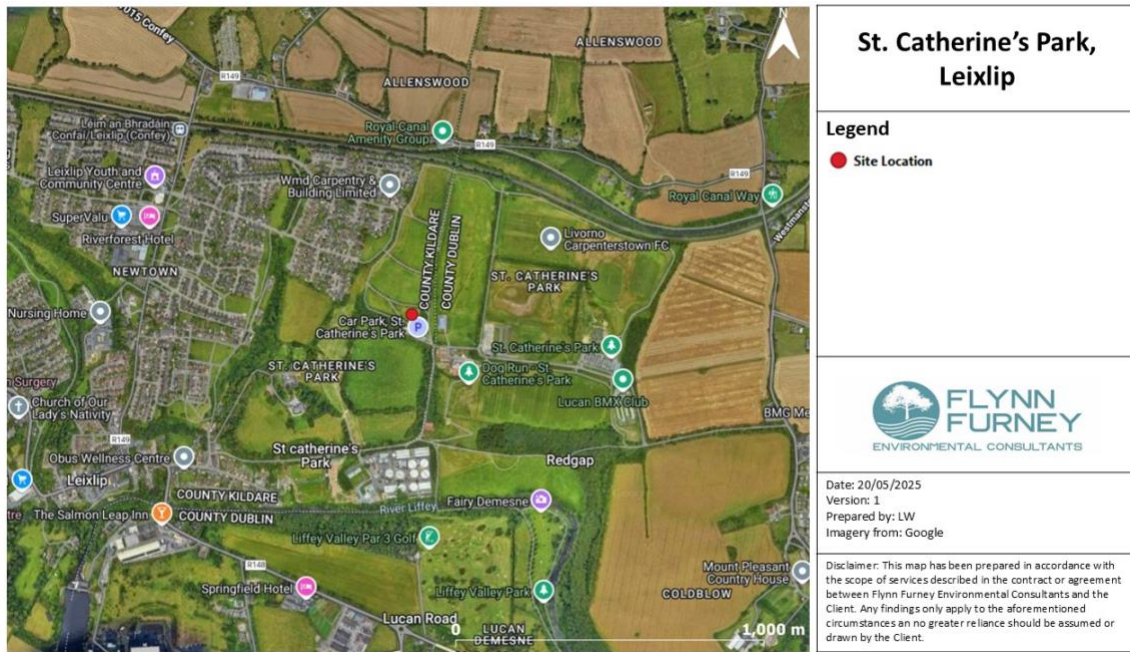 2015 Confey
N
ALLENSWOOD
R149
ALLENSWOOD
Léim an Bhradáin
Confaí/Leixlip (Confey)
Royal Canal
Amenity Group
R149
R149
Leixlip Youth and
Community Centre
Wmd Carpentry &
Building Limited
Royal Canal Way
SuperValu
Riverforest Hotel
COUNTY KILDARE
COUNTY DUBLIN
Livorno
Carpenterstown FC
NEWTOWN
ST. CATHERINE'S
PARK
Nursing Home
Car Park, St.
Catherine's Park
P
St. Catherine's Park
ST. CATHERINE'S
PARK
Dog Run - St
Catherine's Park
n Surgery
Church of Our
Lady's Nativity
Lucan BMX Club
BMG Me
R149
St catherine's
Park
Redgap
Obus Wellness Centre
Leixlip
COUNTY KILDARE
COUNTY DUBLIN
River Liffey
Fairy Demesne
tre
The Salmon Leap Inn
Liffey Valley Par 3 Golf
R148
Springfield Hotel
Liffey Valley Park
Mount Pleasant
Country House
COLDBLOW
Lucan Road
LUCAN
DEMESNE
0
1,000 m
St. Catherine's Park,
Leixlip
Legend
Site Location
FLYNN
FURNEY
ENVIRONMENTAL CONSULTANTS
Date: 20/05/2025
Version: 1
Prepared by: LW
Imagery from: Google
Disclaimer: This map has been prepared in accordance with
the scope of services described in the contract or agreement
between Flynn Furney Environmental Consultants and the
Client. Any findings only apply to the aforementioned
circumstances an no greater reliance should be assumed or
drawn by the Client.